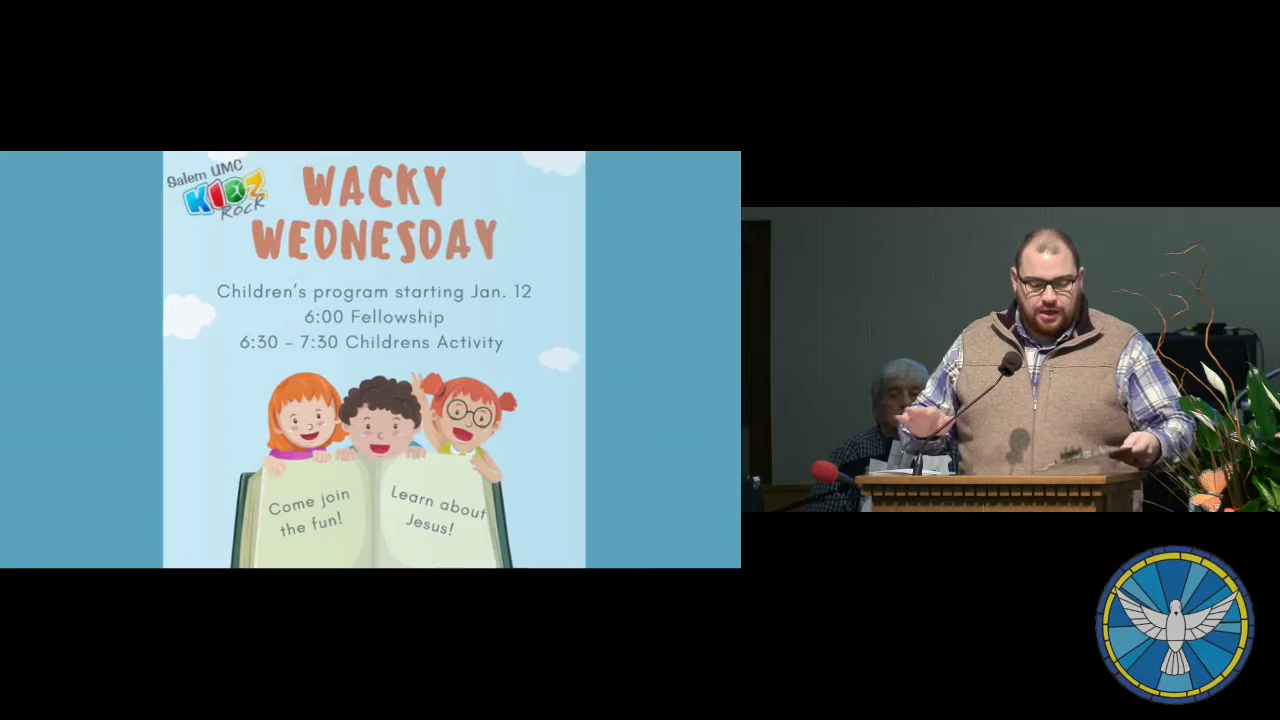 Salem UMC
KIDZ
ROCK
WACKY
WEDNESDAY
Children's program starting Jan. 12
6:00 Fellowship
6:30 - 7:30 Childrens Activity
Come join
the fun!
Learn about
Jesus!